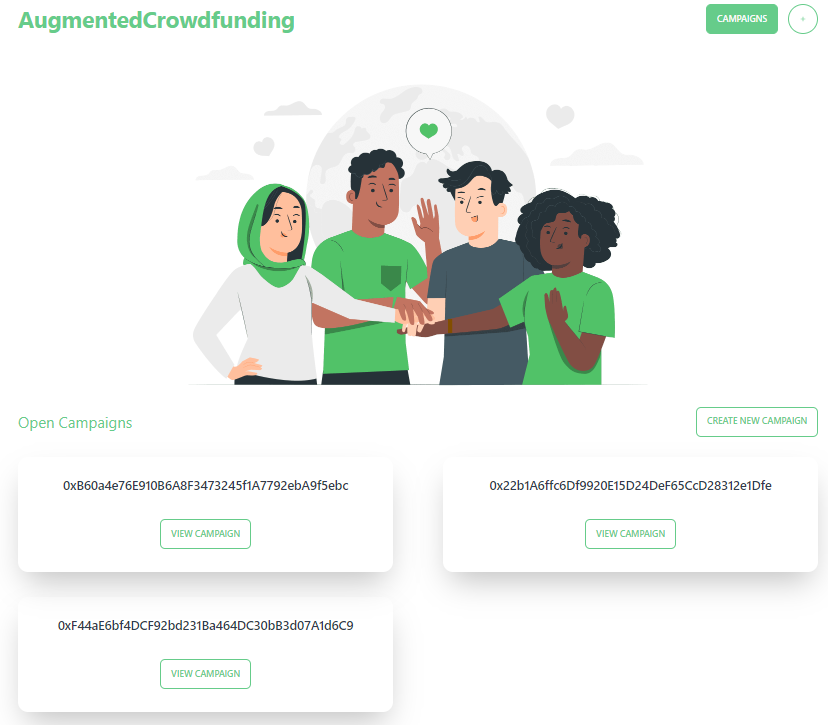 AugmentedCrowdfunding
CAMPAIGNS
+
Open Campaigns
CREATE NEW CAMPAIGN
0xB60a4e76E910B6A8F3473245f1A7792ebA9f5ebc
0x22b1A6ffc6Df9920E15D24DeF65CcD28312e1Dfe
VIEW CAMPAIGN
VIEW CAMPAIGN
0xF44aE6bf4DCF92bd231Ba464DC30bB3d07A1d6C9
VIEW CAMPAIGN